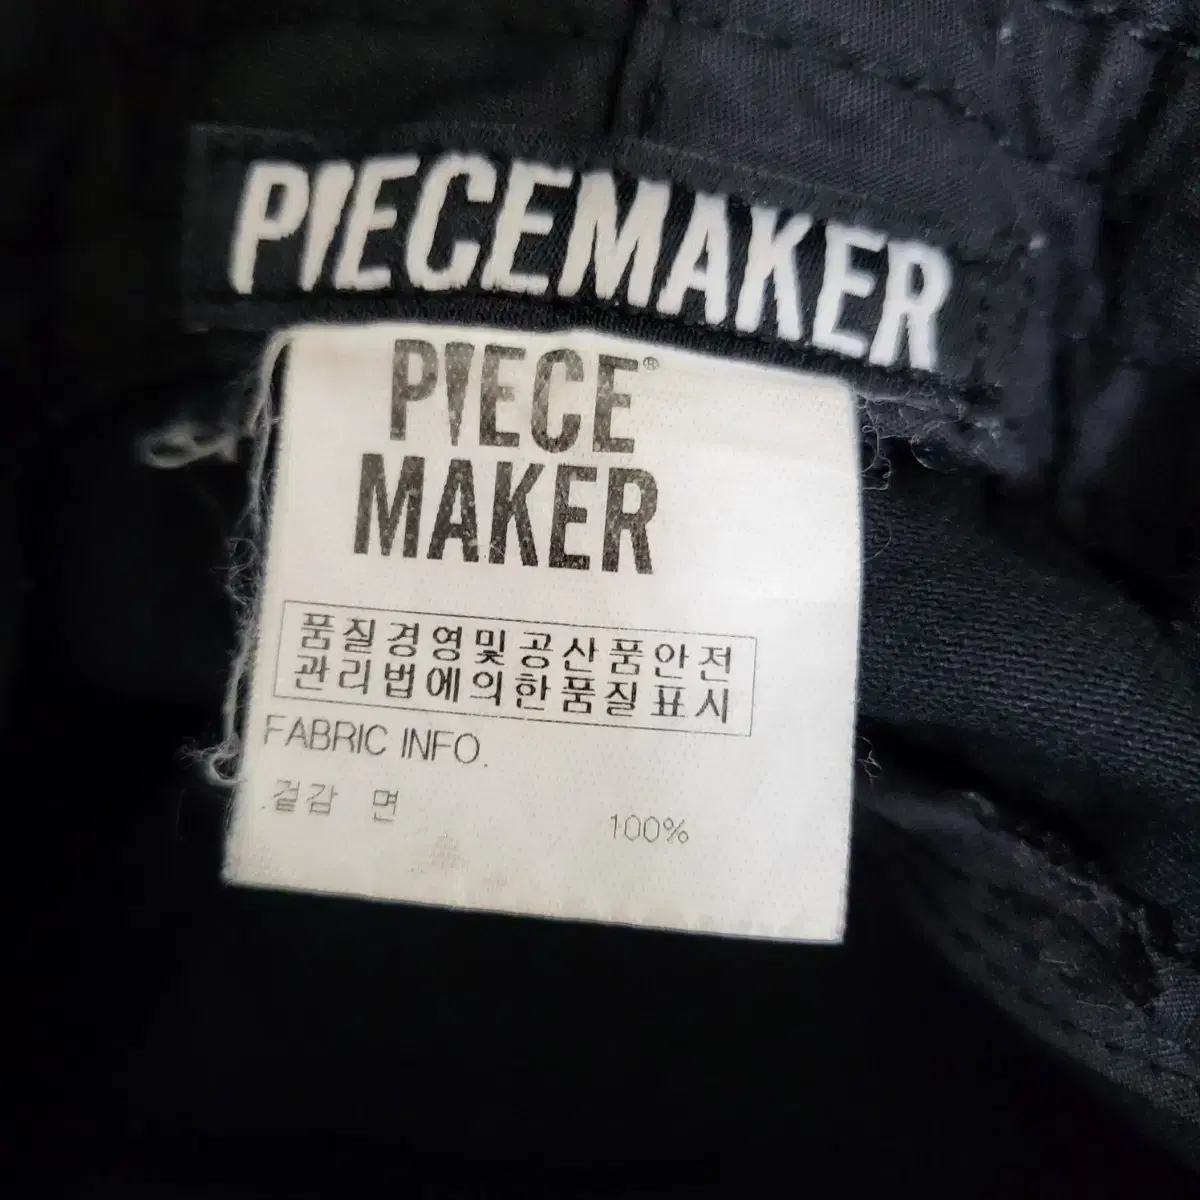 PIECEMAKER
PIECE®
MAKER
품질경영및공산품안전
관리법에의한품질표시
FABRIC INFO.
겉감 면 100%